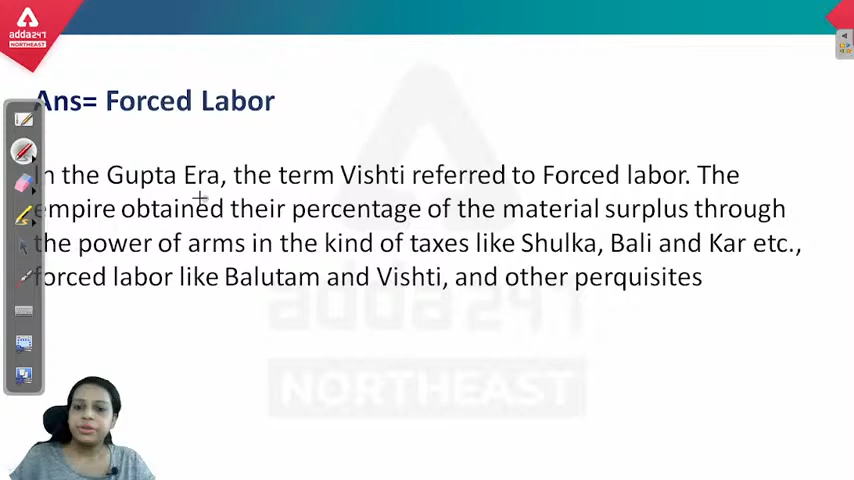 adda247
NORTHEAST
Ans= Forced Labor
In the Gupta Era, the term Vishti referred to Forced labor. The
empire obtained their percentage of the material surplus through
the power of arms in the kind of taxes like Shulka, Bali and Kar etc.,
forced labor like Balutam and Vishti, and other perquisites
adda247
NORTHEAST